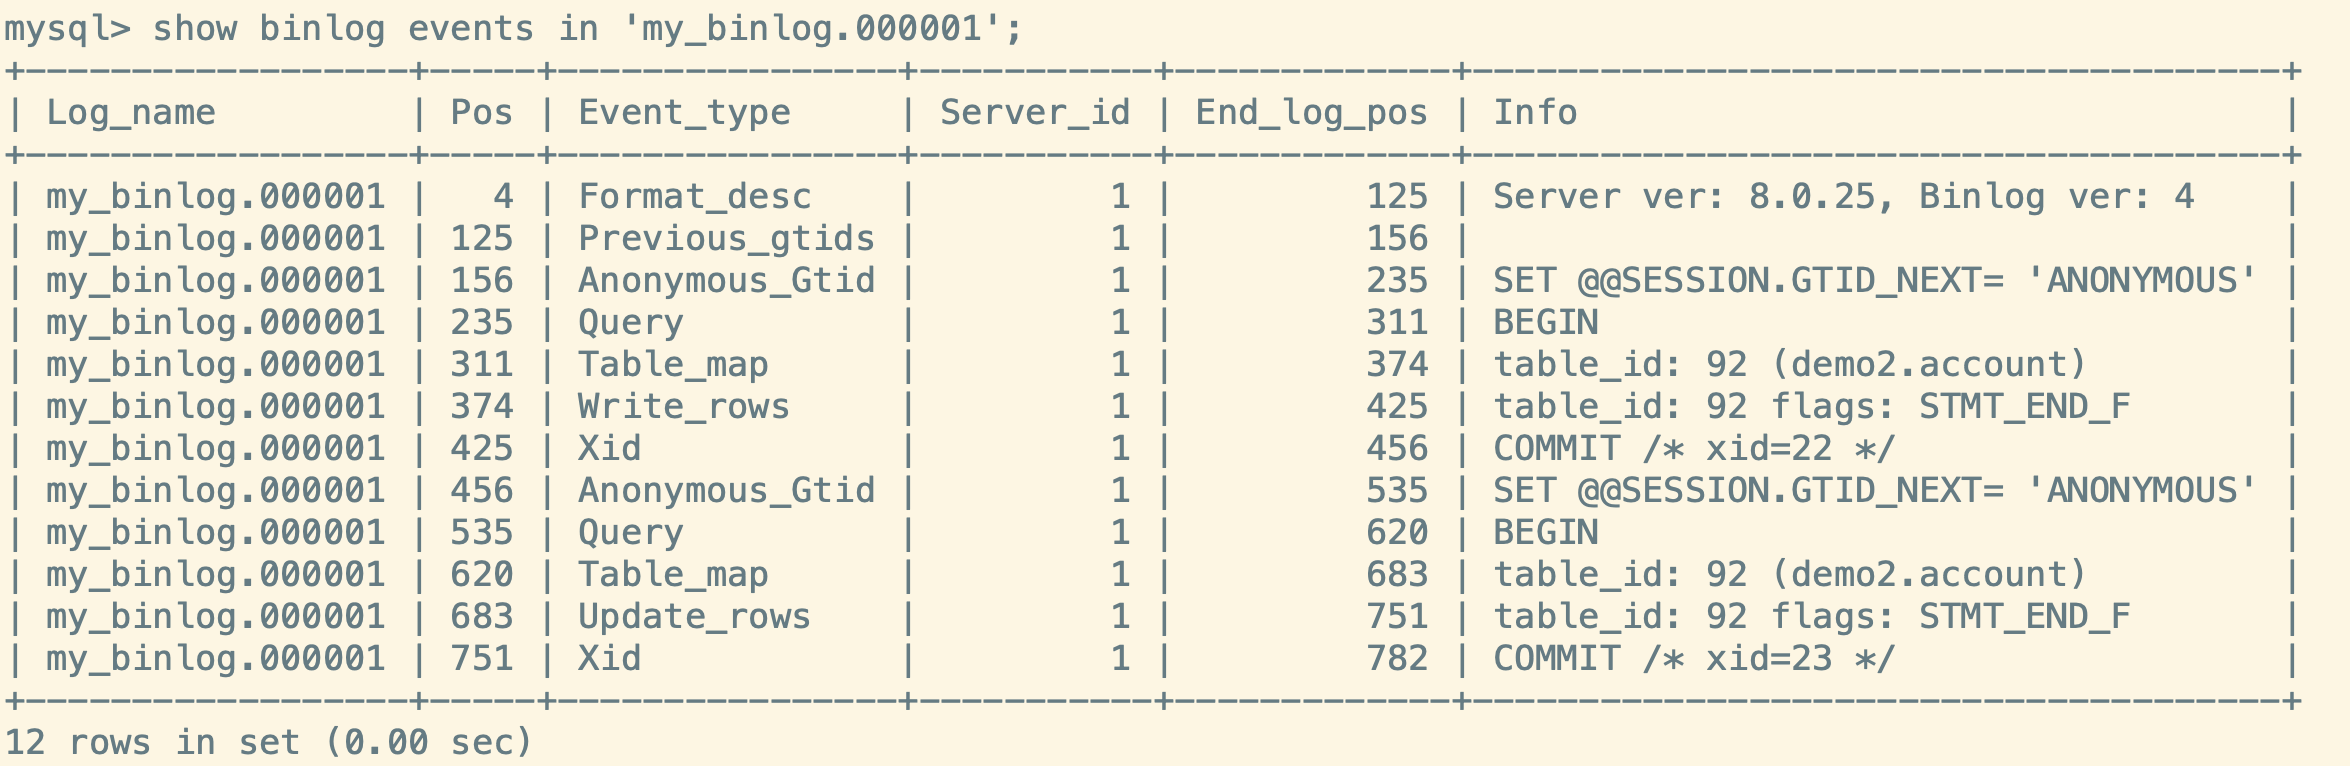 mysql> show binlog events in 'my_binlog.000001';
+------------------+-----+----------------+-----------+-------------+--------------------------------------+
| Log_name         | Pos | Event_type     | Server_id | End_log_pos | Info                                 |
+------------------+-----+----------------+-----------+-------------+--------------------------------------+
| my_binlog.000001 |   4 | Format_desc    |         1 |         125 | Server ver: 8.0.25, Binlog ver: 4    |
| my_binlog.000001 | 125 | Previous_gtids |         1 |         156 |                                      |
| my_binlog.000001 | 156 | Anonymous_Gtid |         1 |         235 | SET @@SESSION.GTID_NEXT= 'ANONYMOUS' |
| my_binlog.000001 | 235 | Query          |         1 |         311 | BEGIN                                |
| my_binlog.000001 | 311 | Table_map      |         1 |         374 | table_id: 92 (demo2.account)         |
| my_binlog.000001 | 374 | Write_rows     |         1 |         425 | table_id: 92 flags: STMT_END_F       |
| my_binlog.000001 | 425 | Xid            |         1 |         456 | COMMIT /* xid=22 */                  |
| my_binlog.000001 | 456 | Anonymous_Gtid |         1 |         535 | SET @@SESSION.GTID_NEXT= 'ANONYMOUS' |
| my_binlog.000001 | 535 | Query          |         1 |         620 | BEGIN                                |
| my_binlog.000001 | 620 | Table_map      |         1 |         683 | table_id: 92 (demo2.account)         |
| my_binlog.000001 | 683 | Update_rows    |         1 |         751 | table_id: 92 flags: STMT_END_F       |
| my_binlog.000001 | 751 | Xid            |         1 |         782 | COMMIT /* xid=23 */                  |
+------------------+-----+----------------+-----------+-------------+--------------------------------------+
12 rows in set (0.00 sec)